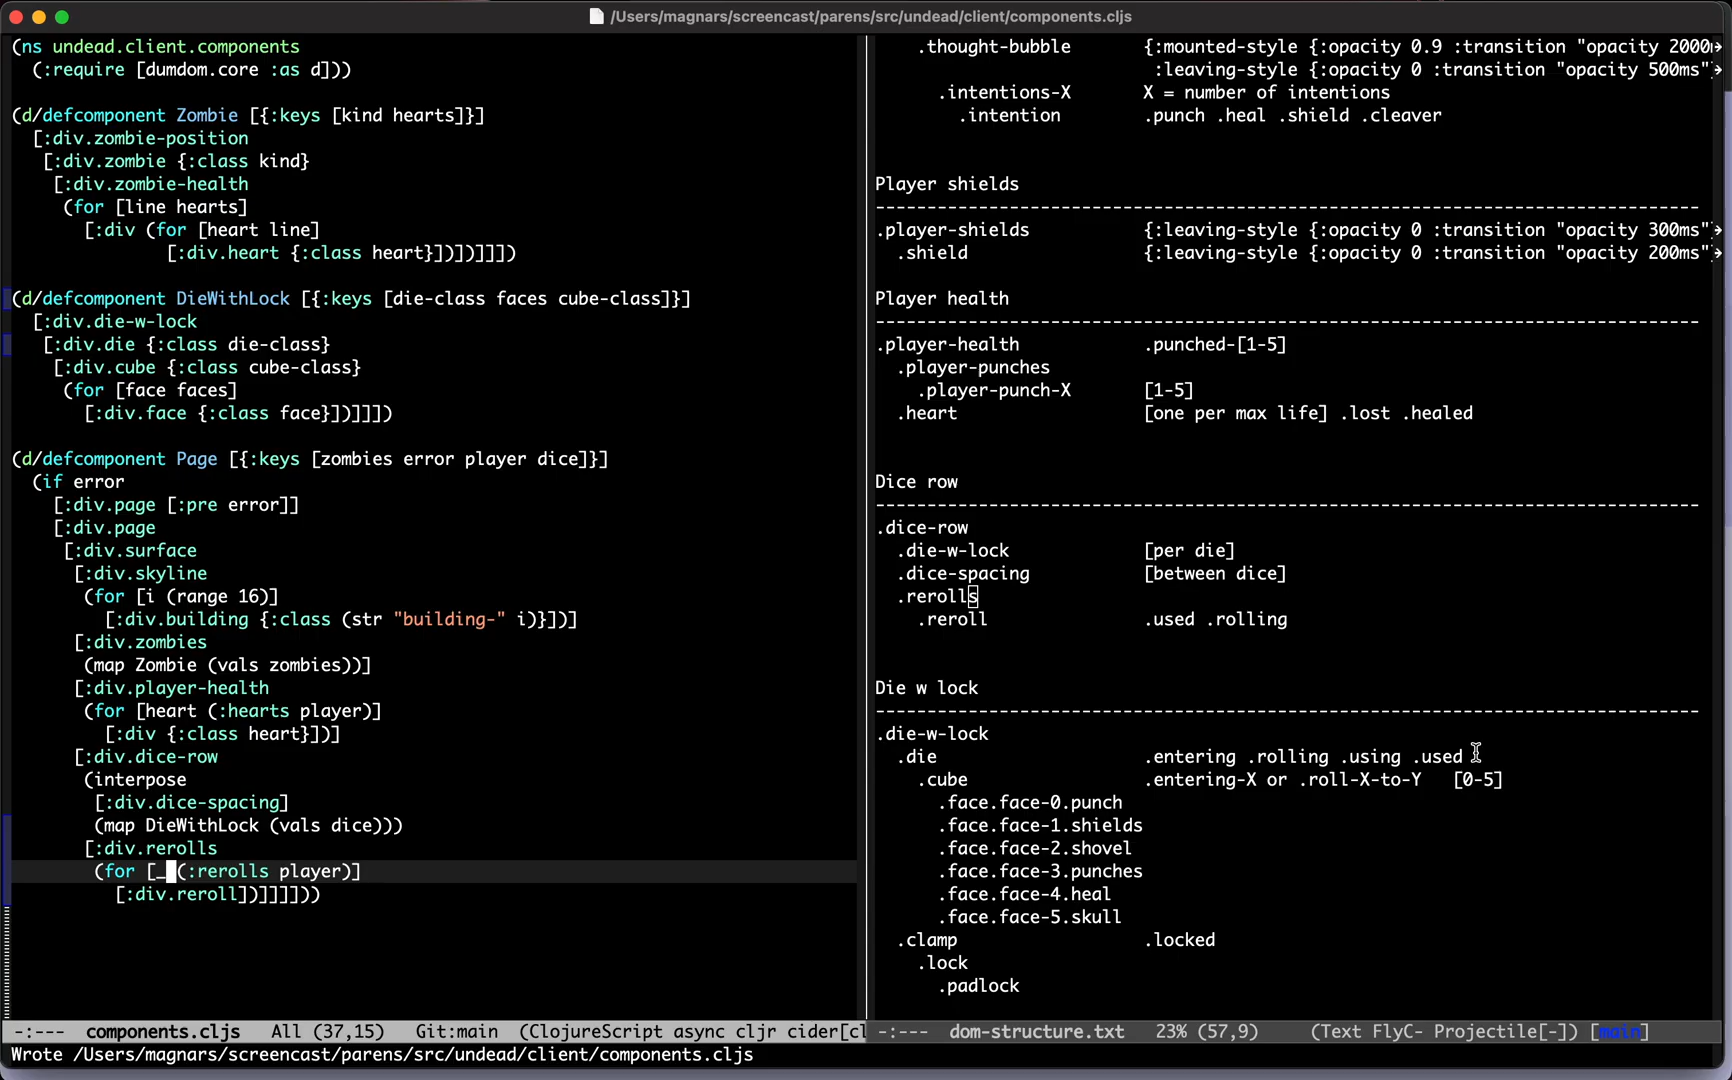 /Users/magnars/screencast/parens/src/undead/client/components.cljs
(ns undead.client.components
  (:require [dumdom.core :as d]))
(d/defcomponent Zombie [{:keys [kind hearts]}]
  [:div.zombie-position
   [:div.zombie {:class kind}
    [:div.zombie-health
     (for [line hearts]
       [:div (for [heart line]
               [:div.heart {:class heart}])])]]])
(d/defcomponent DieWithLock [{:keys [die-class faces cube-class]}]
  [:div.die-w-lock
   [:div.die {:class die-class}
    [:div.cube {:class cube-class}
     (for [face faces]
       [:div.face {:class face}])]]])
(d/defcomponent Page [{:keys [zombies error player dice]}]
  (if error
    [:div.page [:pre error]]
    [:div.page
     [:div.surface
      [:div.skyline
       (for [i (range 16)]
         [:div.building {:class (str "building-" i)}])]
      [:div.zombies
       (map Zombie (vals zombies))]
      [:div.player-health
       (for [heart (:hearts player)]
         [:div {:class heart}])]
      [:div.dice-row
       (interpose
        [:div.dice-spacing]
        (map DieWithLock (vals dice)))
       [:div.rerolls
        (for [_ (:rerolls player)]
          [:div.reroll])]]]]))
-:---  components.cljs   All (37,15)   Git:main  (ClojureScript async cljr cider[cl
Wrote /Users/magnars/screencast/parens/src/undead/client/components.cljs
    .thought-bubble       {:mounted-style {:opacity 0.9 :transition "opacity 2000
                           :leaving-style {:opacity 0 :transition "opacity 500ms"
      .intentions-X       X = number of intentions
        .intention        .punch .heal .shield .cleaver
Player shields
--------------------------------------------------------------------------------
.player-shields           {:leaving-style {:opacity 0 :transition "opacity 300ms"
  .shield                 {:leaving-style {:opacity 0 :transition "opacity 200ms"
Player health
--------------------------------------------------------------------------------
.player-health            .punched-[1-5]
  .player-punches
    .player-punch-X       [1-5]
  .heart                  [one per max life] .lost .healed
Dice row
--------------------------------------------------------------------------------
.dice-row
  .die-w-lock             [per die]
  .dice-spacing           [between dice]
  .rerolls
    .reroll               .used .rolling
Die w lock
--------------------------------------------------------------------------------
.die-w-lock
  .die                    .entering .rolling .using .used
    .cube                 .entering-X or .roll-X-to-Y   [0-5]
      .face.face-0.punch
      .face.face-1.shields
      .face.face-2.shovel
      .face.face-3.punches
      .face.face-4.heal
      .face.face-5.skull
  .clamp                  .locked
    .lock
      .padlock
-:---  dom-structure.txt   23% (57,9)     (Text FlyC- Projectile[-]) [main]